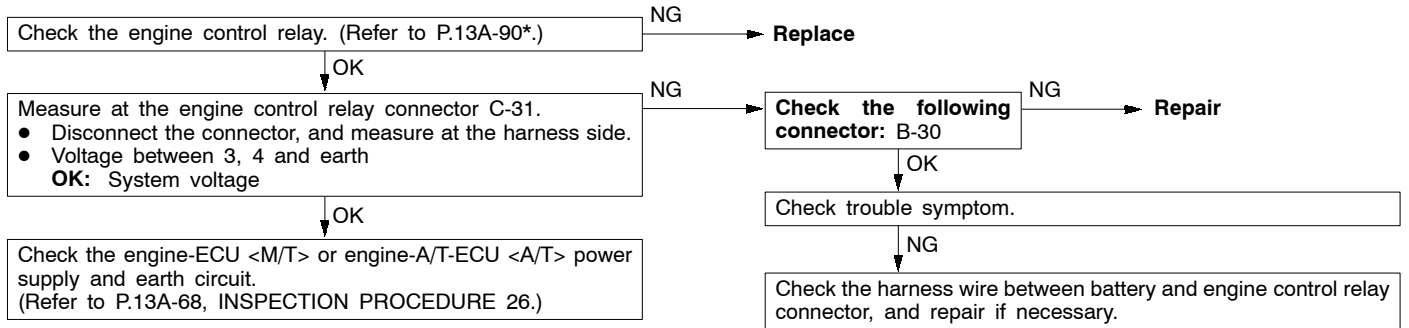 Check the engine control relay. (Refer to P.13A-90*.)
NG
Replace
OK
Measure at the engine control relay connector C-31.
● Disconnect the connector, and measure at the harness side.
● Voltage between 3, 4 and earth
OK: System voltage
NG
Check the following
connector: B-30
NG
Repair
OK
Check trouble symptom.
NG
Check the harness wire between battery and engine control relay
connector, and repair if necessary.
OK
Check the engine-ECU <M/T> or engine-A/T-ECU <A/T> power
supply and earth circuit.
(Refer to P.13A-68, INSPECTION PROCEDURE 26.)